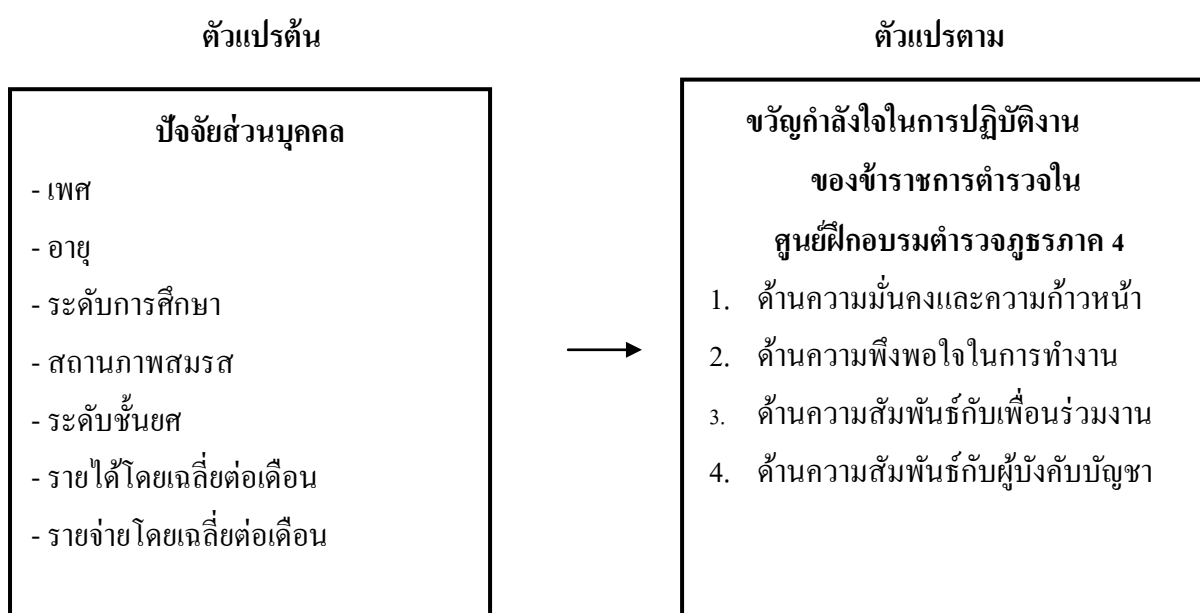 ตัวแปรต้น
ปัจจัยส่วนบุคคล
- เพศ
- อายุ
- ระดับการศึกษา
- สถานภาพสมรส
- ระดับชั้นยศ
- รายได้โดยเฉลี่ยต่อเดือน
- รายจ่ายโดยเฉลี่ยต่อเดือน
ตัวแปรตาม
ขวัญกำลังใจในการปฏิบัติงาน
ของข้าราชการตำรวจใน
ศูนย์ฝึกอบรมตำรวจภูธรภาค 4
1. ด้านความมั่นคงและความก้าวหน้า
2. ด้านความพึงพอใจในการทำงาน
3. ด้านความสัมพันธ์กับเพื่อนร่วมงาน
4. ด้านความสัมพันธ์กับผู้บังคับบัญชา